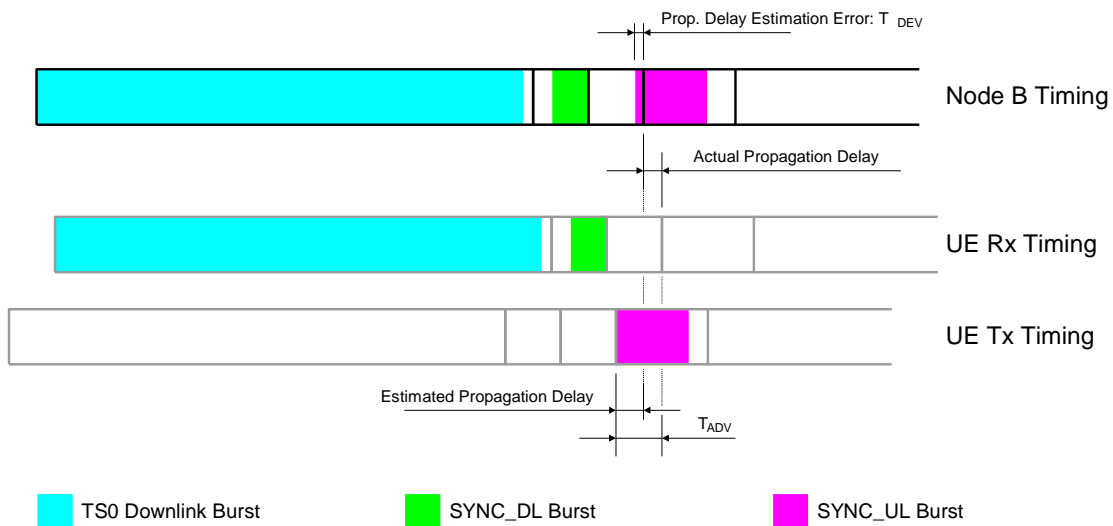 Prop. Delay Estimation Error: T DEV
Node B Timing
Actual Propagation Delay
UE Rx Timing
UE Tx Timing
Estimated Propagation Delay
TADV
TS0 Downlink Burst
SYNC_DL Burst
SYNC_UL Burst